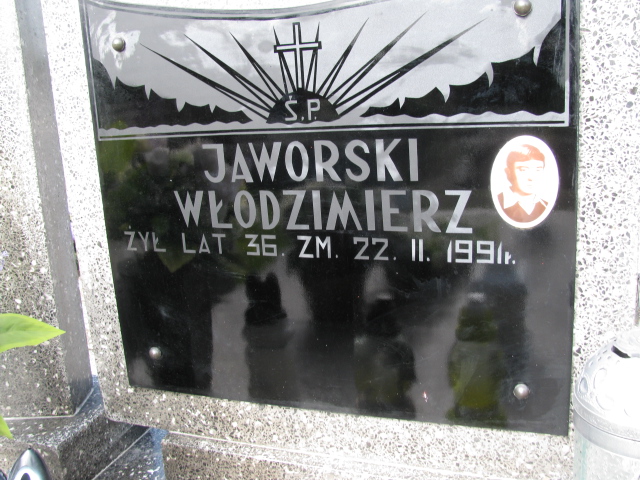 Ś.P.
JAWORSKI
WŁODZIMIERZ
ŻYŁ LAT 36. ZM. 22. II. 1991r.